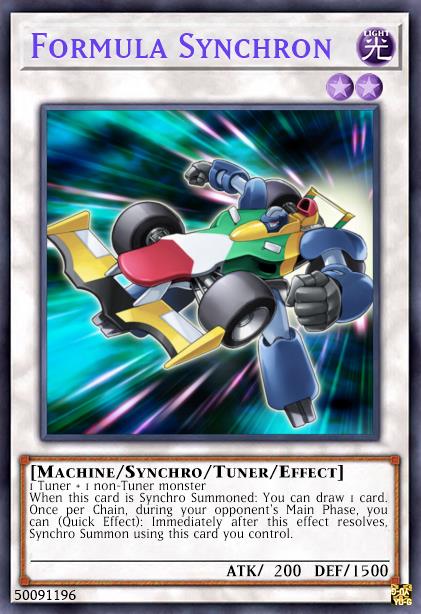 FORMULA SYNCHRON
LIGHT
光
[MACHINE/SYNCHRO/TUNER/EFFECT]
1 Tuner + 1 non-Tuner monster
When this card is Synchro Summoned: You can draw 1 card.
Once per Chain, during your opponent's Main Phase, you
can (Quick Effect): Immediately after this effect resolves,
Synchro Summon using this card you control.
ATK/ 200 DEF/1500
50091196